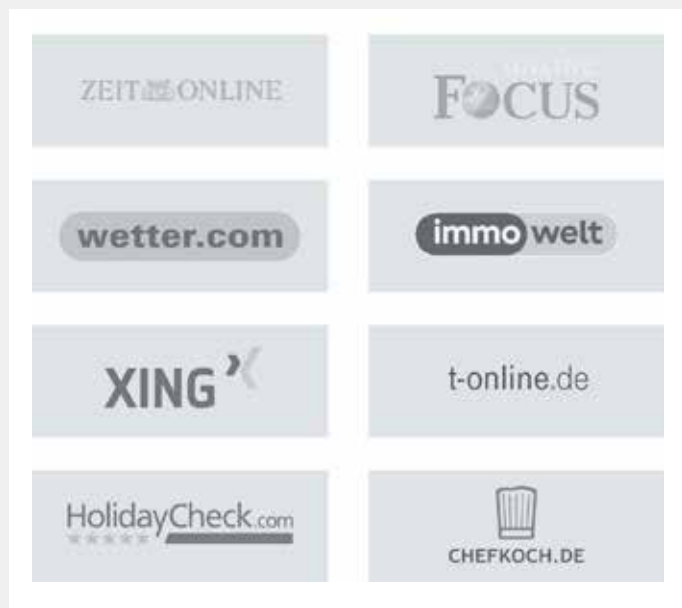 ZEIT ONLINE
FOCUS
wetter.com
immowelt
XING
t-online.de
HolidayCheck.com
CHEFKOCH.DE